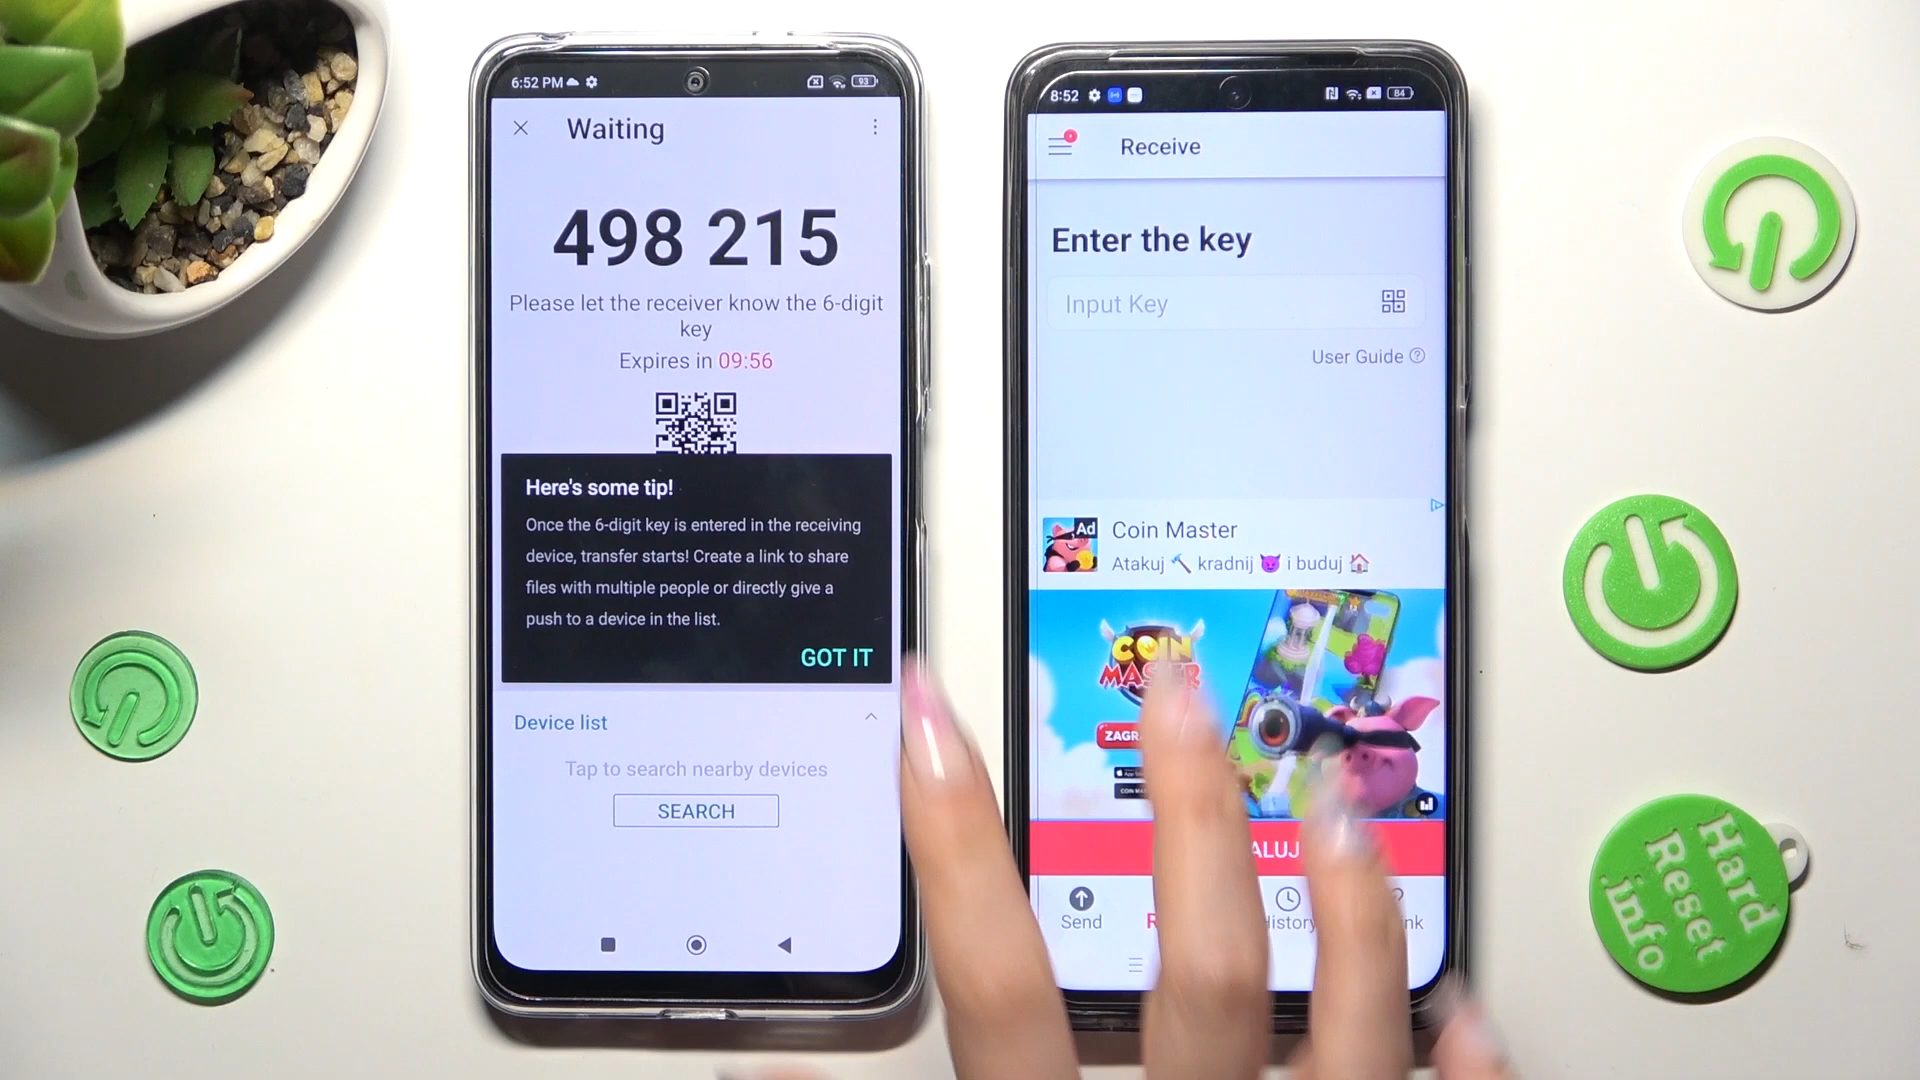 6:52 PM
93
Waiting
498 215
Please let the receiver know the 6-digit
key
Expires in 09:56
Here's some tip!
Once the 6-digit key is entered in the receiving
device, transfer starts! Create a link to share
files with multiple people or directly give a
push to a device in the list.
GOT IT
Device list
Tap to search nearby devices
SEARCH
8:52
84
Receive
Enter the key
Input Key
User Guide
Ad
Coin Master
Atakuj kradnij i buduj
COIN
MASTER
Send
Hard
Reset
info